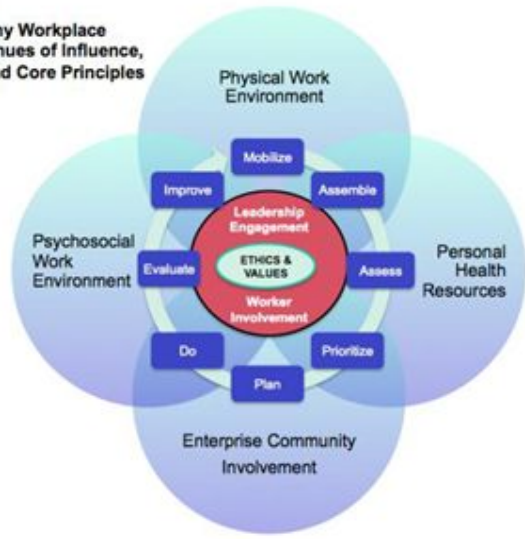 Workplace
of Influence,
Core Principles
Physical Work
Environment
Mobilize
Improve
Assemble
Leadership
Engagement
Psychosocial
Work
Environment
Evaluate
ETHICS &
VALUES
Assess
Personal
Health
Resources
Worker
Involvement
Do
Prioritize
Plan
Enterprise Community
Involvement